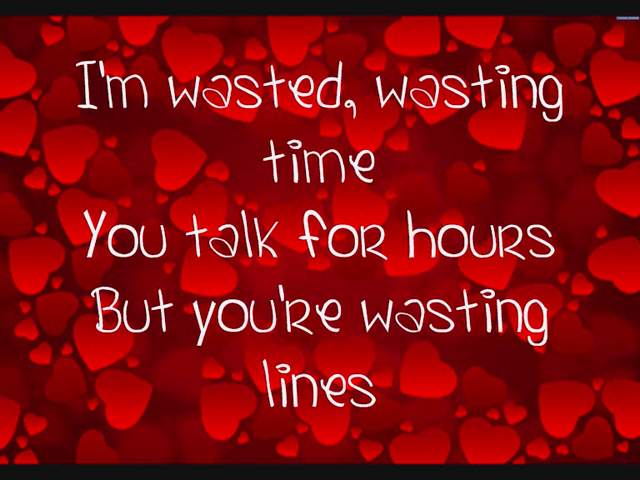 I'm wasted, wasting
time
You talk for hours
But you're wasting
lines